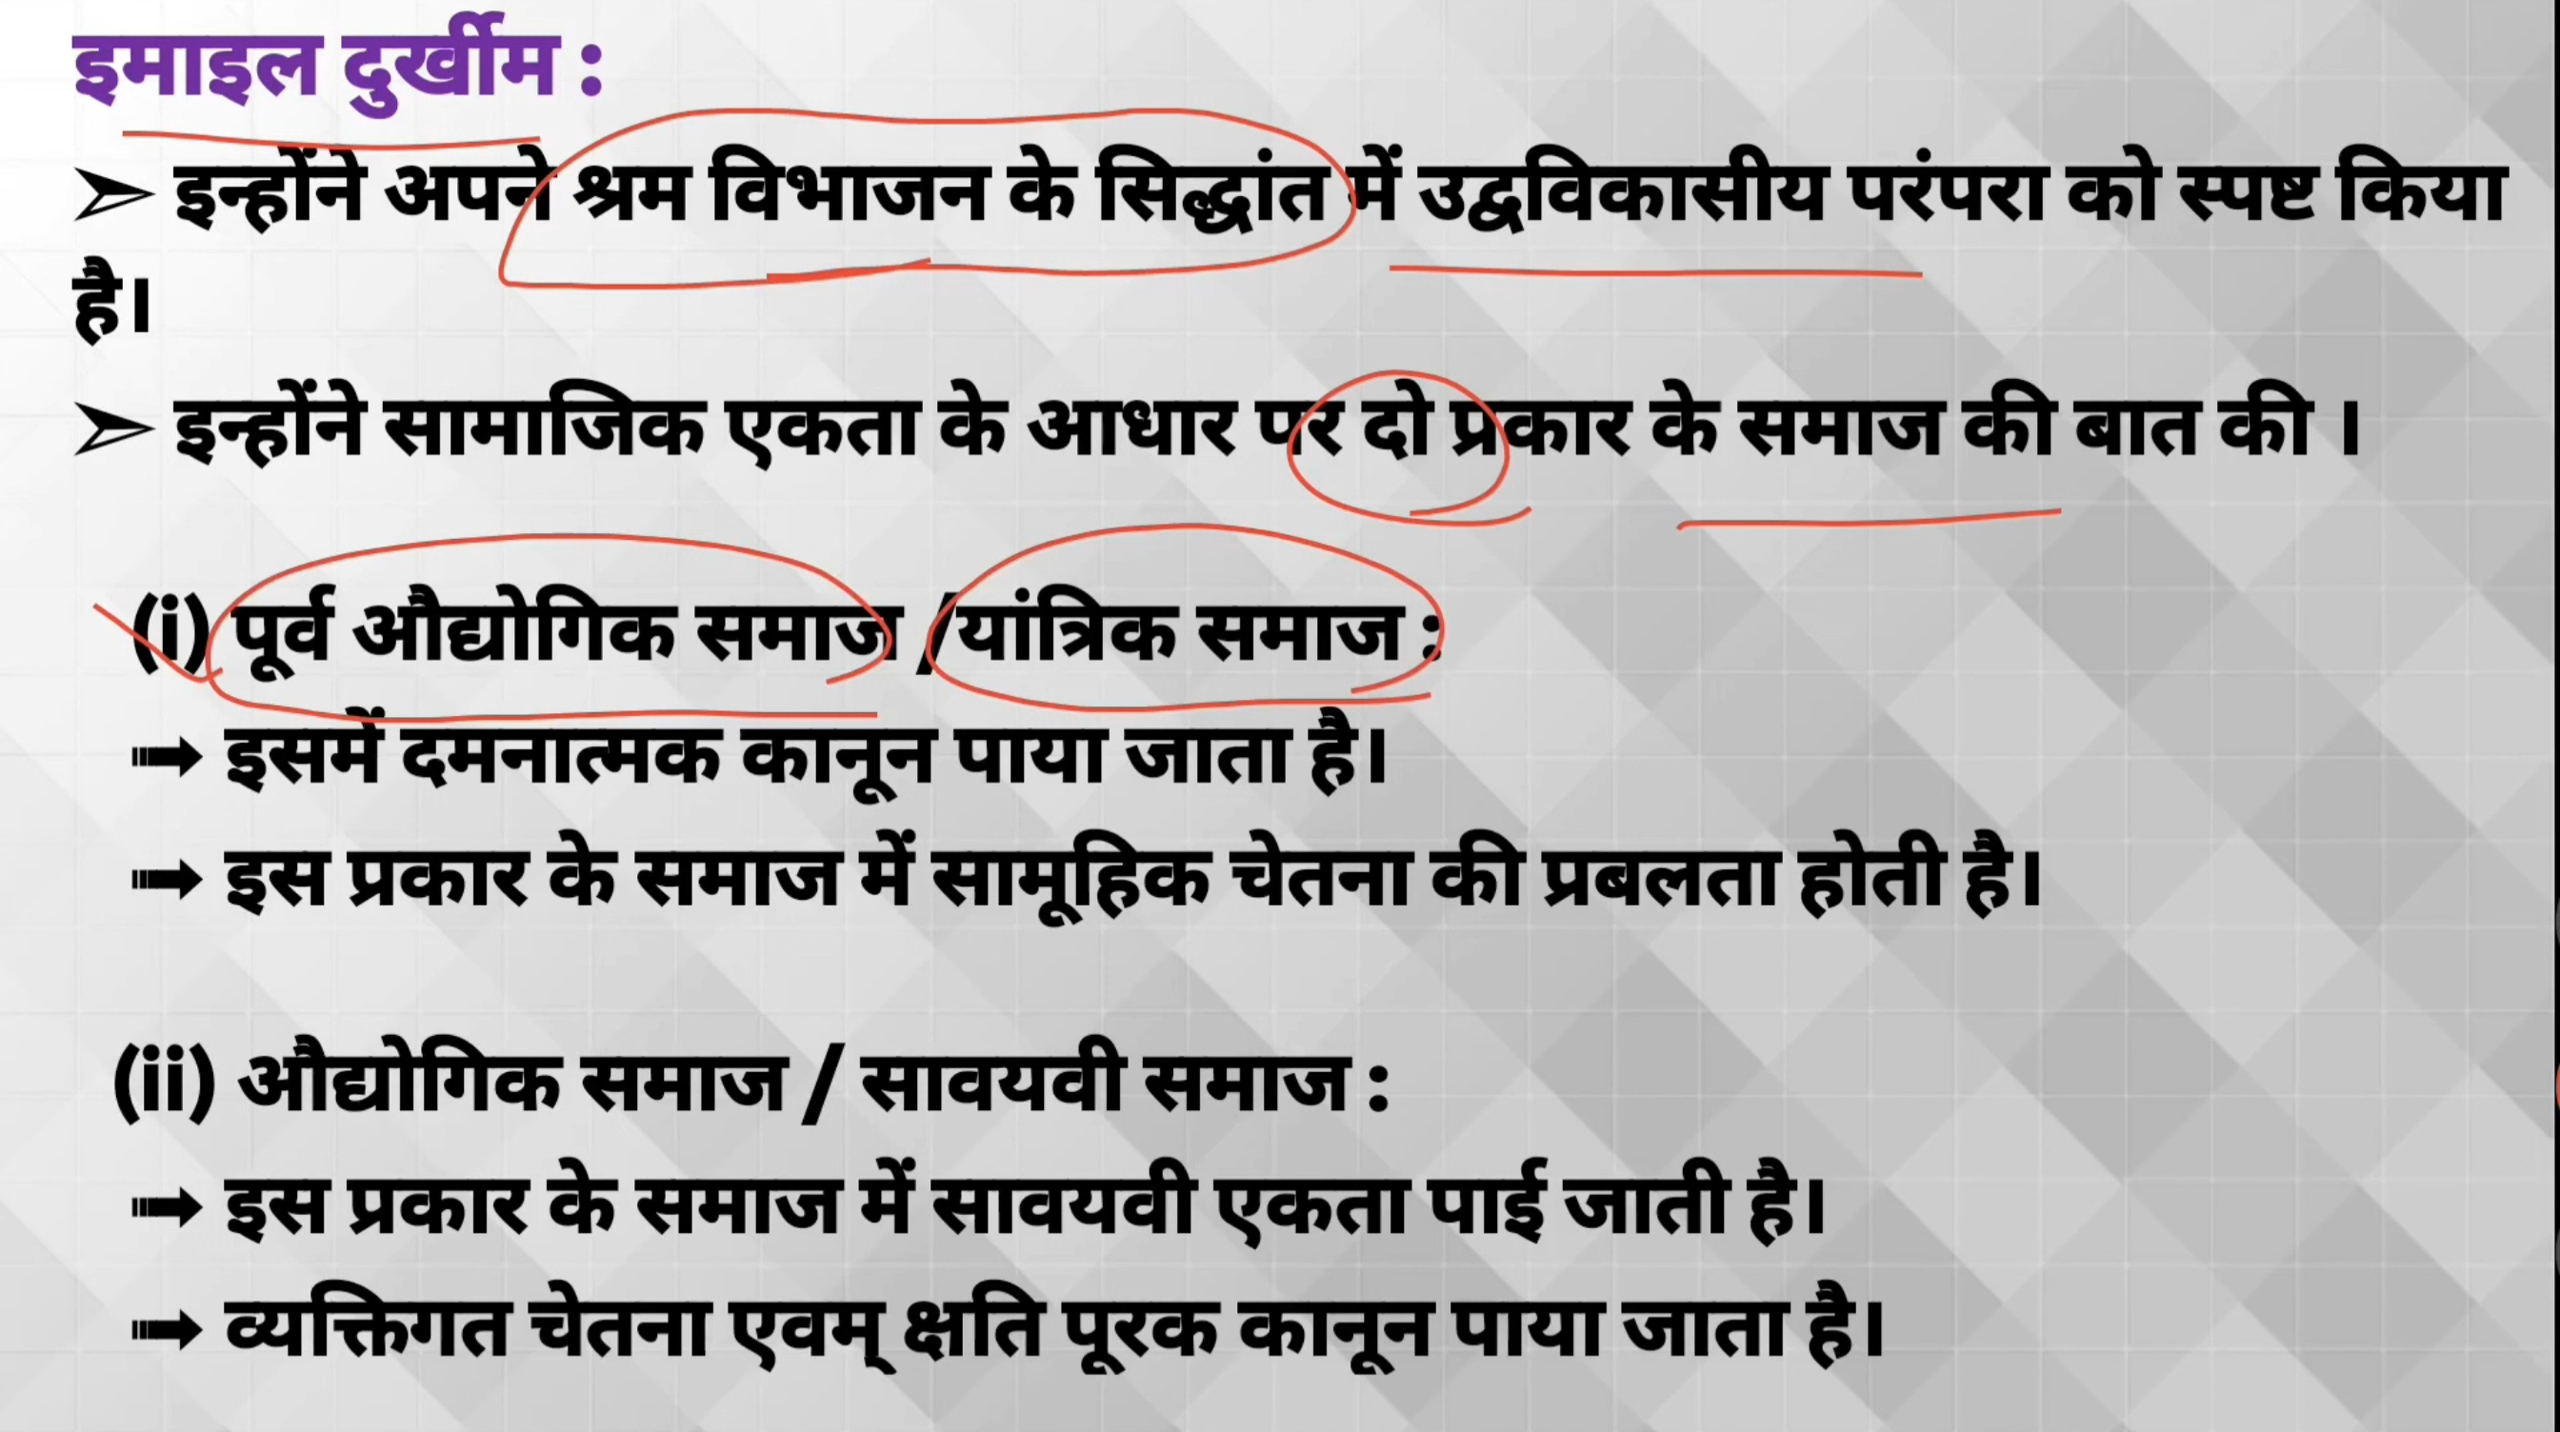 इमाइल दुर्खीम :
➢ इन्होंने अपने श्रम विभाजन के सिद्धांत में उद्वविकासीय परंपरा को स्पष्ट किया
है।
➢ इन्होंने सामाजिक एकता के आधार पर दो प्रकार के समाज की बात की ।
(i) पूर्व औद्योगिक समाज /यांत्रिक समाज :
➟ इसमें दमनात्मक कानून पाया जाता है।
➟ इस प्रकार के समाज में सामूहिक चेतना की प्रबलता होती है।
(ii) औद्योगिक समाज / सावयवी समाज :
➟ इस प्रकार के समाज में सावयवी एकता पाई जाती है।
➟ व्यक्तिगत चेतना एवम् क्षति पूरक कानून पाया जाता है।